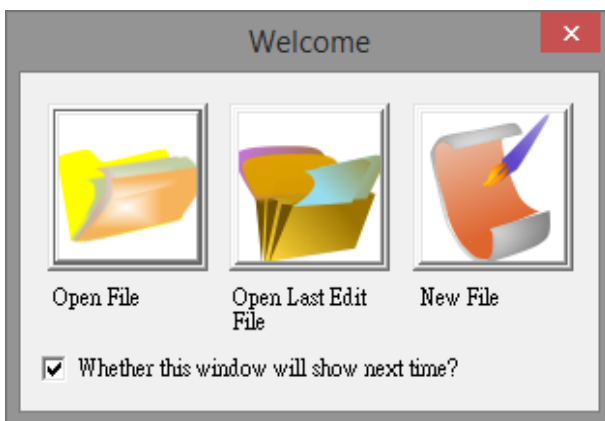 Welcome
Open File
Open Last Edit
File
New File
Whether this window will show next time?